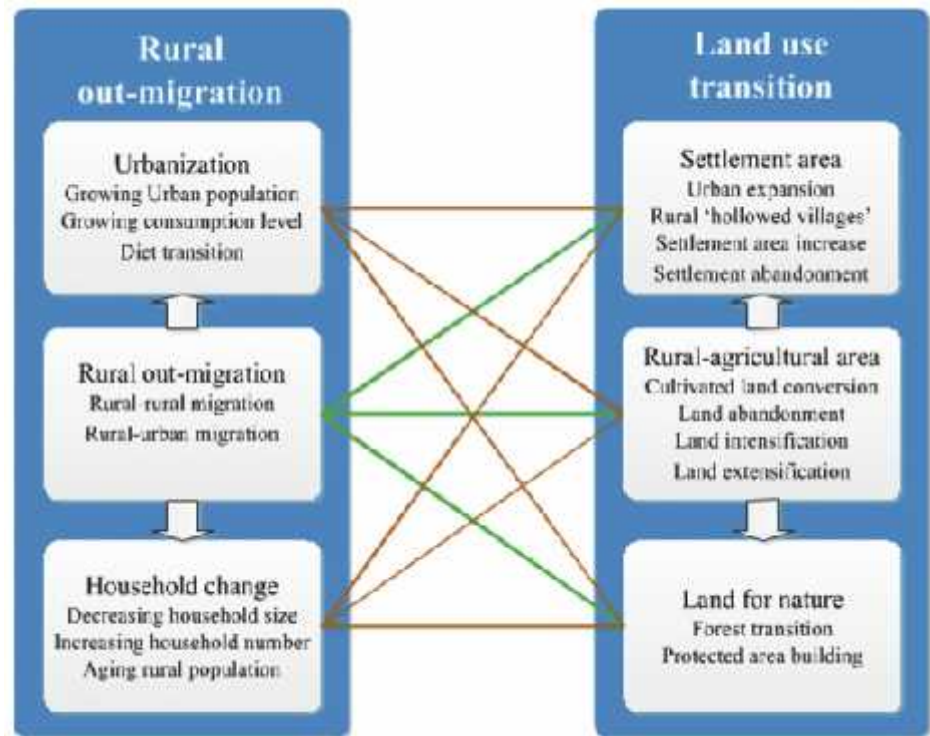 Rural
out-migration
Urbanization
Growing Urban population
Growing consumption level
Diet transition
Rural out-migration
Rural-rural migration
Rural-urban migration
Household change
Decreasing household size
Increasing household number
Aging rural population
Land use
transition
Settlement area
Urban expansion
Rural ‘hollowed villages’
Settlement area increase
Settlement abandonment
Rural-agricultural area
Cultivated land conversion
Land abandonment
Land intensification
Land extensification
Land for nature
Forest transition
Protected area building